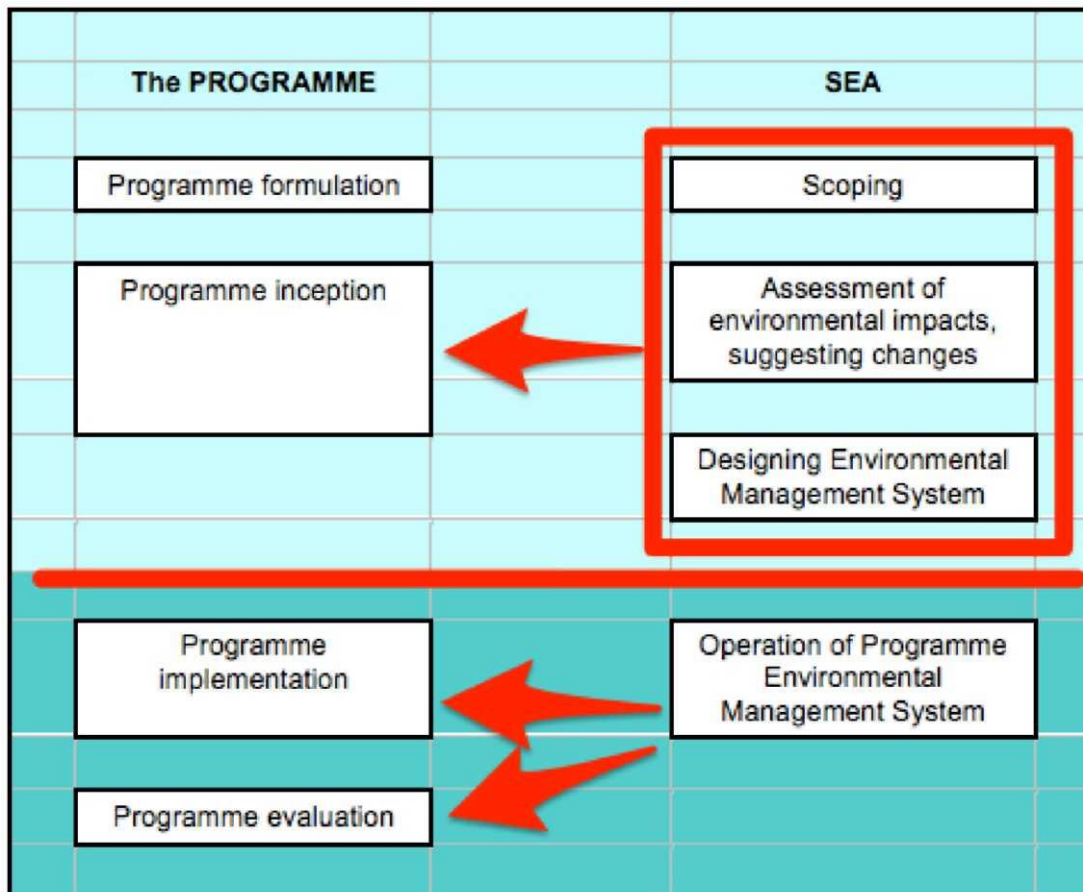 The PROGRAMME
SEA
Programme formulation
Scoping
Programme inception
Assessment of
environmental impacts,
suggesting changes
Designing Environmental
Management System
Programme
implementation
Operation of Programme
Environmental
Management System
Programme evaluation